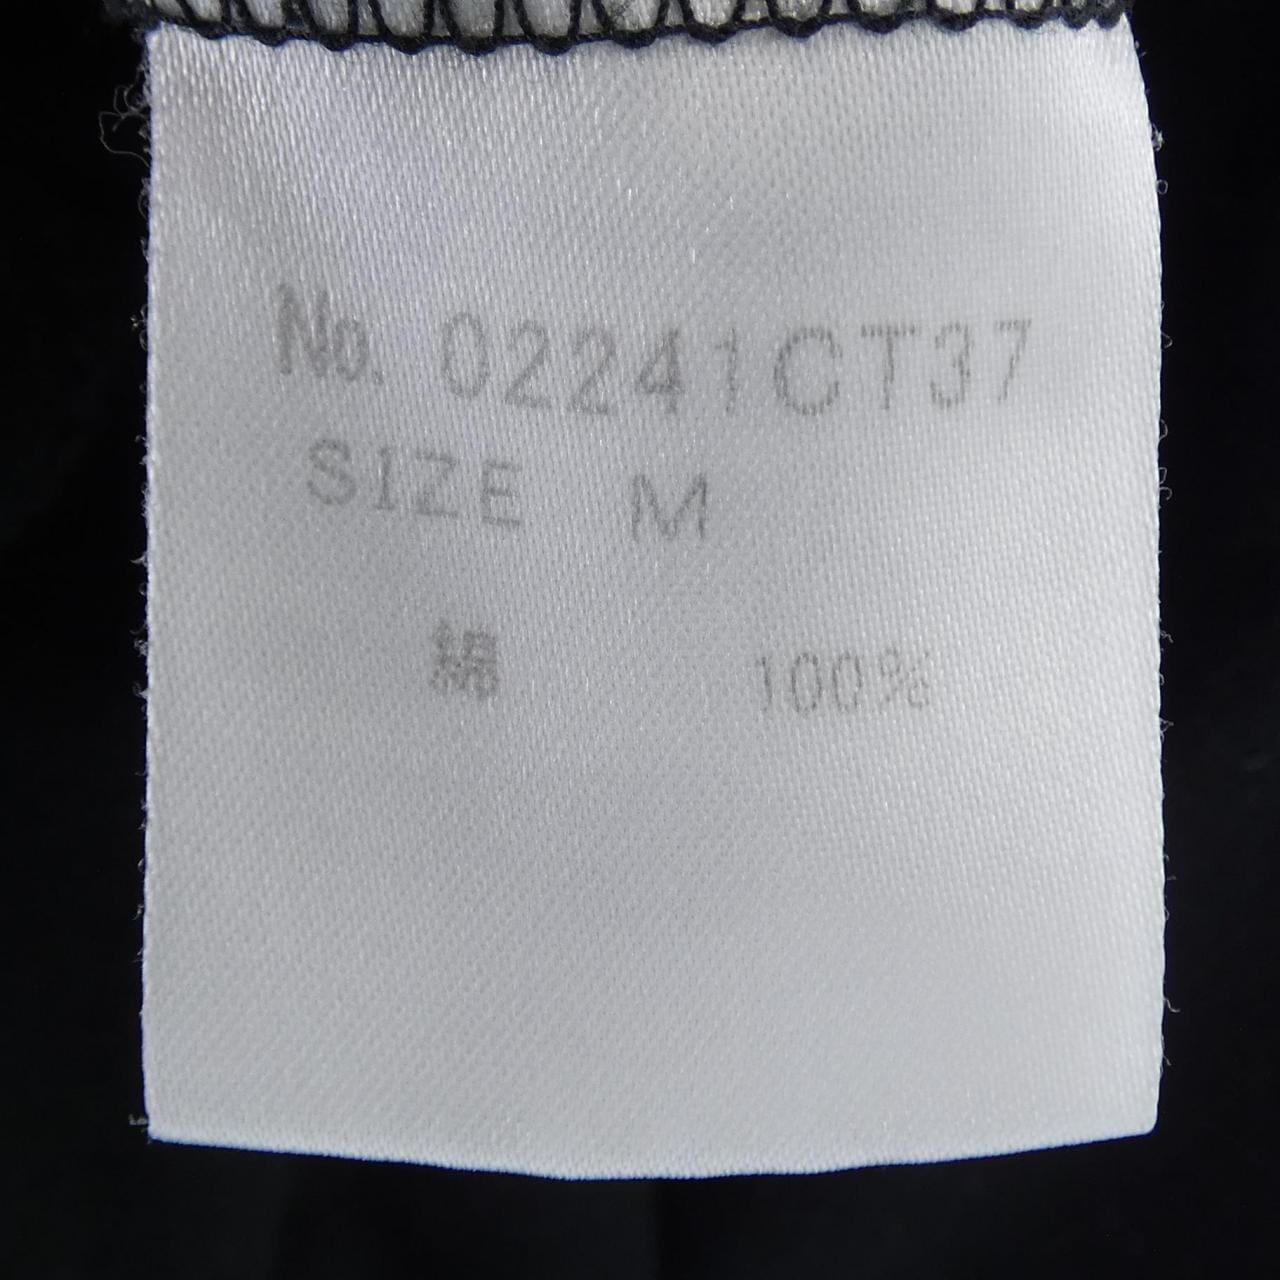 No. 02241CT37
SIZE M
綿 100%